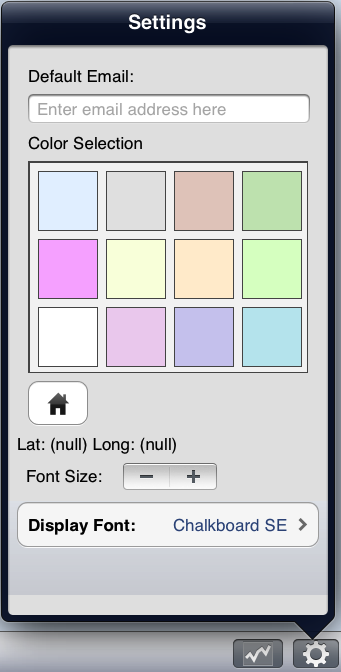 Settings
Default Email:
Enter email address here
Color Selection
Lat: (null) Long: (null)
Font Size: − +
Display Font: Chalkboard SE